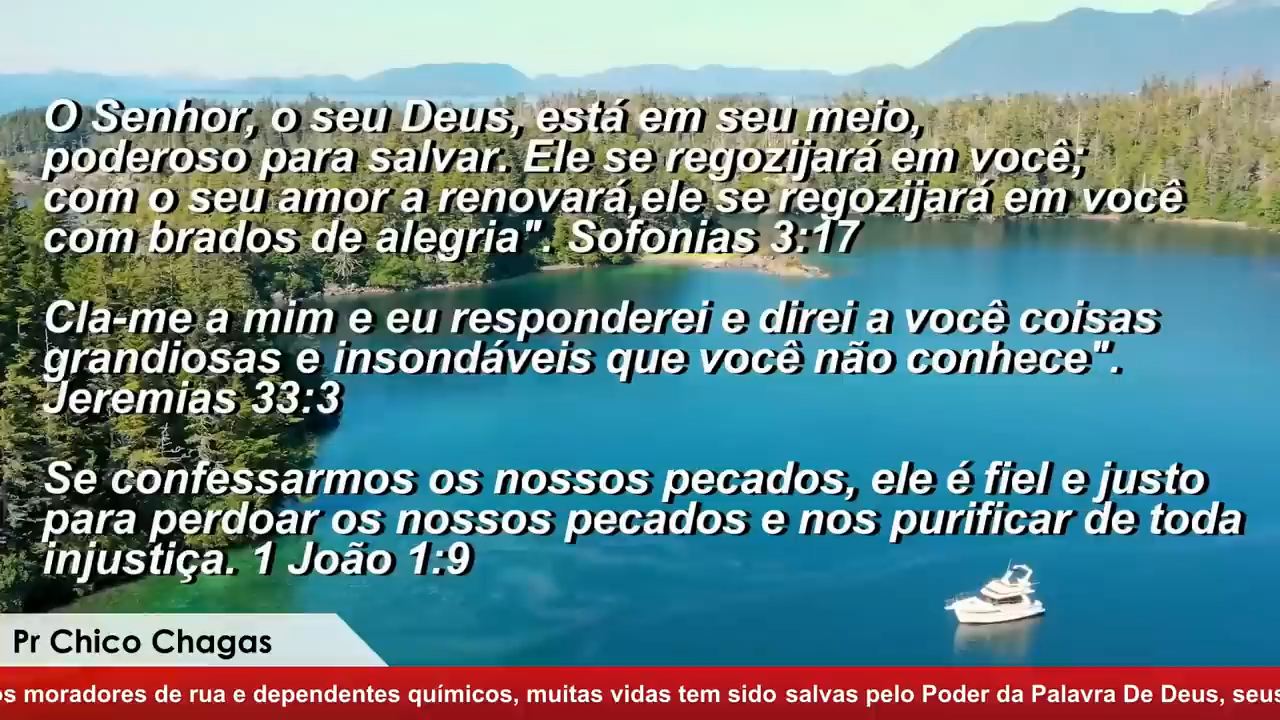 O Senhor, o seu Deus, está em seu meio,
poderoso para salvar. Ele se regozijará em você;
com o seu amor a renovará,ele se regozijará em você
com brados de alegria". Sofonias 3:17
Cla-me a mim e eu responderei e direi a você coisas
grandiosas e insondáveis que você não conhece".
Jeremias 33:3
Se confessarmos os nossos pecados, ele é fiel e justo
para perdoar os nossos pecados e nos purificar de toda
injustiça. 1 João 1:9
Pr Chico Chagas
os moradores de rua e dependentes químicos, muitas vidas tem sido salvas pelo Poder da Palavra De Deus, seus